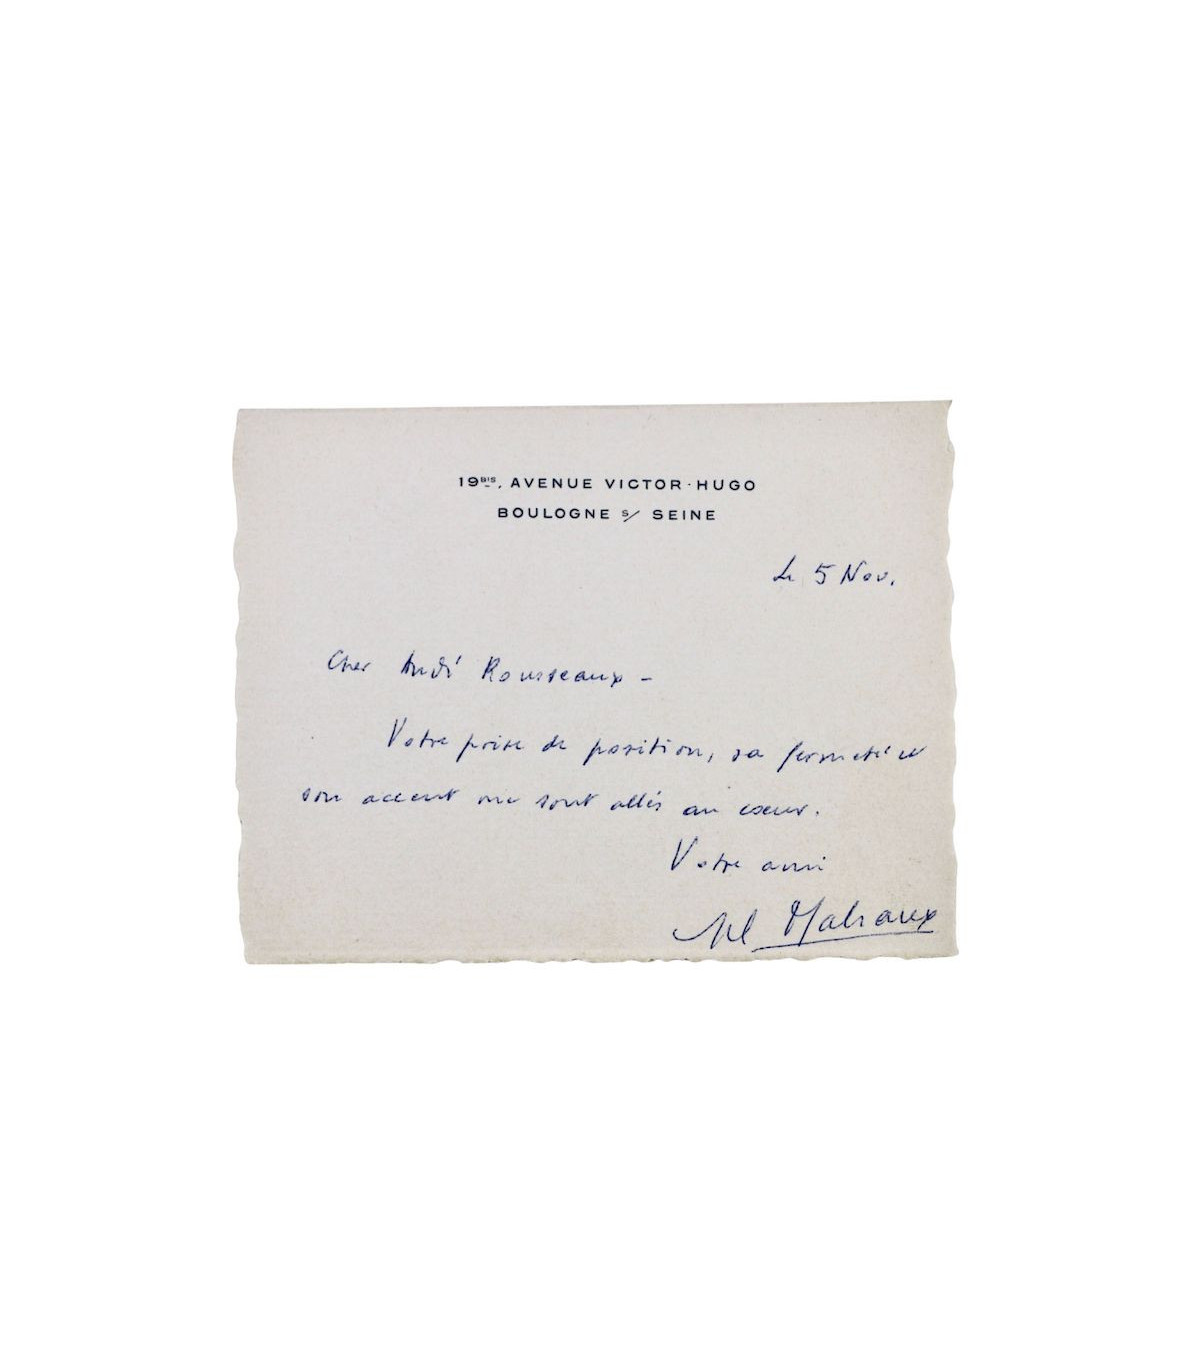 19BIS, AVENUE VICTOR-HUGO
BOULOGNE S/ SEINE
Le 5 Nov.
Cher André Rousseaux –
Votre prise de position, sa fermeté et
son accent me sont allés au cœur.
Votre ami
Malraux